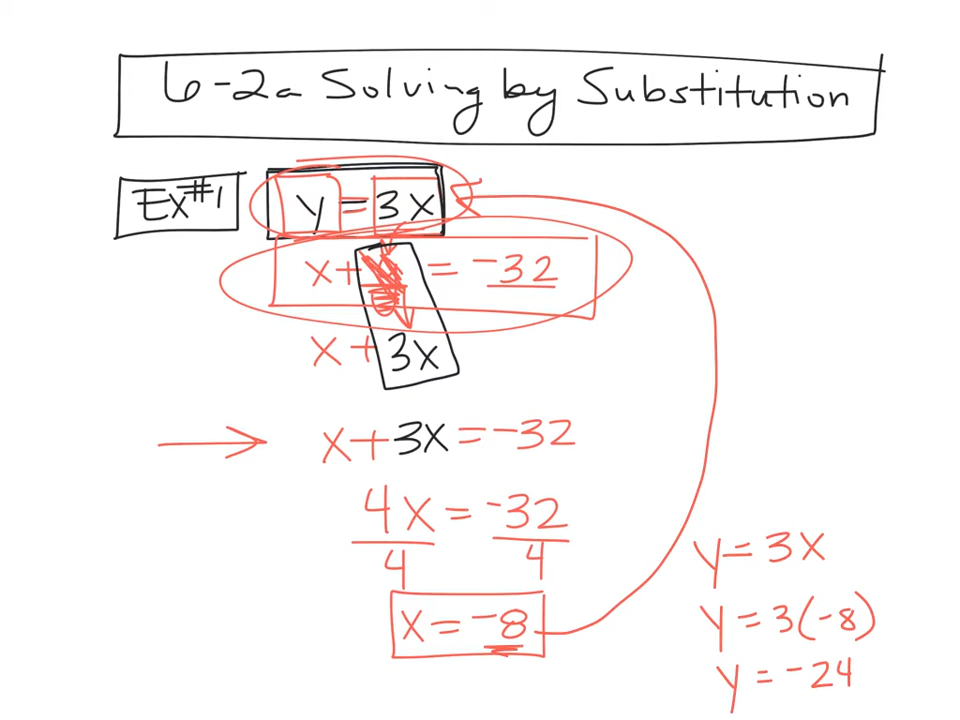 6-2a Solving by Substitution
Ex#1
y = 3x
x+ = -32
x+3x
x+3x = -32
4x = -32
4 4
x = -8
y = 3x
y = 3(-8)
y = -24